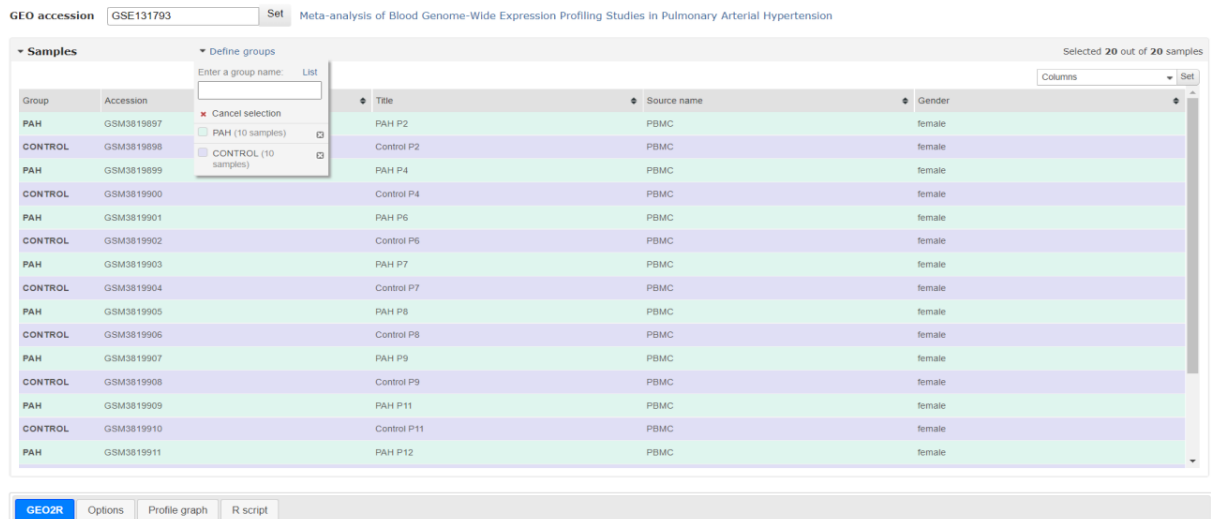 GEO accession GSE131793 Set Meta-analysis of Blood Genome-Wide Expression Profiling Studies in Pulmonary Arterial Hypertension
Samples Define groups Selected 20 out of 20 samples
Enter a group name: List
Columns Set
Group Accession Title Source name Gender
Cancel selection
PAH (10 samples)
CONTROL (10 samples)
PAH GSM3819897 PAH P2 PBMC female
CONTROL GSM3819898 Control P2 PBMC female
PAH GSM3819899 PAH P4 PBMC female
CONTROL GSM3819900 Control P4 PBMC female
PAH GSM3819901 PAH P6 PBMC female
CONTROL GSM3819902 Control P6 PBMC female
PAH GSM3819903 PAH P7 PBMC female
CONTROL GSM3819904 Control P7 PBMC female
PAH GSM3819905 PAH P8 PBMC female
CONTROL GSM3819906 Control P8 PBMC female
PAH GSM3819907 PAH P9 PBMC female
CONTROL GSM3819908 Control P9 PBMC female
PAH GSM3819909 PAH P11 PBMC female
CONTROL GSM3819910 Control P11 PBMC female
PAH GSM3819911 PAH P12 PBMC female
GEO2R Options Profile graph R script